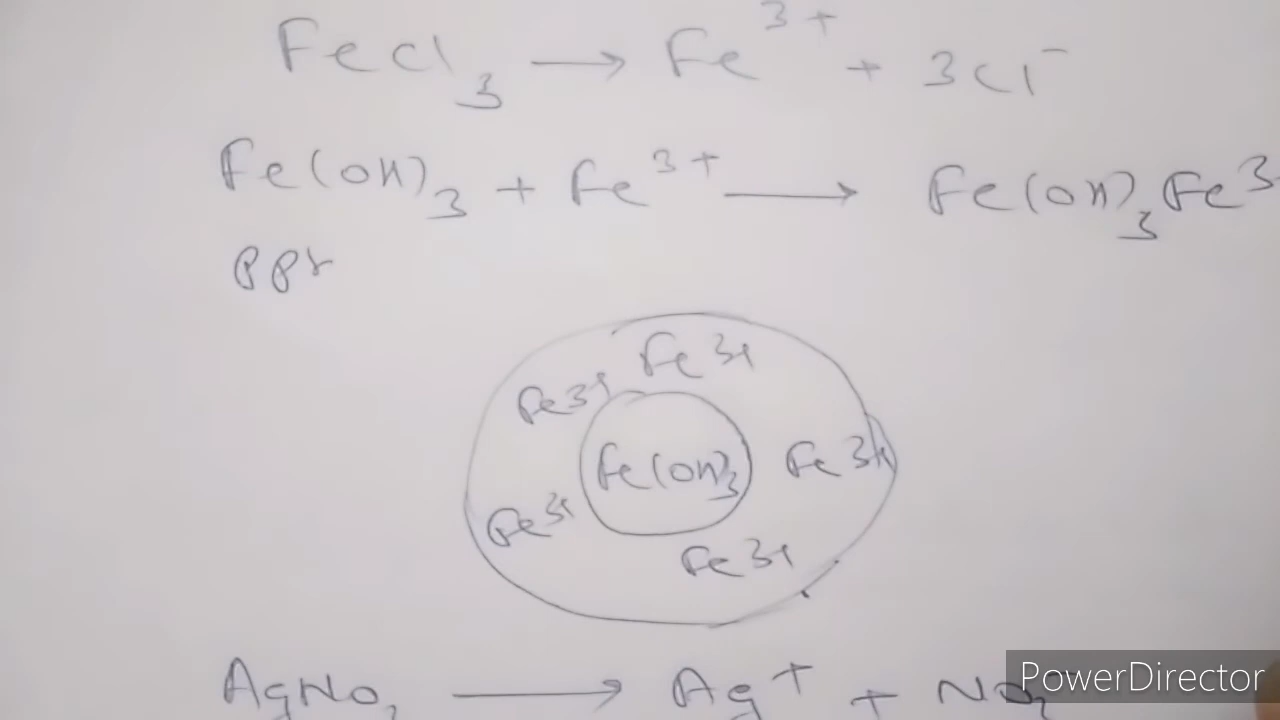 FeCl₃ → Fe³⁺ + 3Cl⁻
Fe(OH)₃ + Fe³⁺ → Fe(OH)₃Fe³
ppt
Fe³⁺
Fe³⁺
Fe(OH)₃
Fe³⁺
Fe³⁺
Fe³⁺
AgNO₃ → Ag⁺ + NO₃
PowerDirector